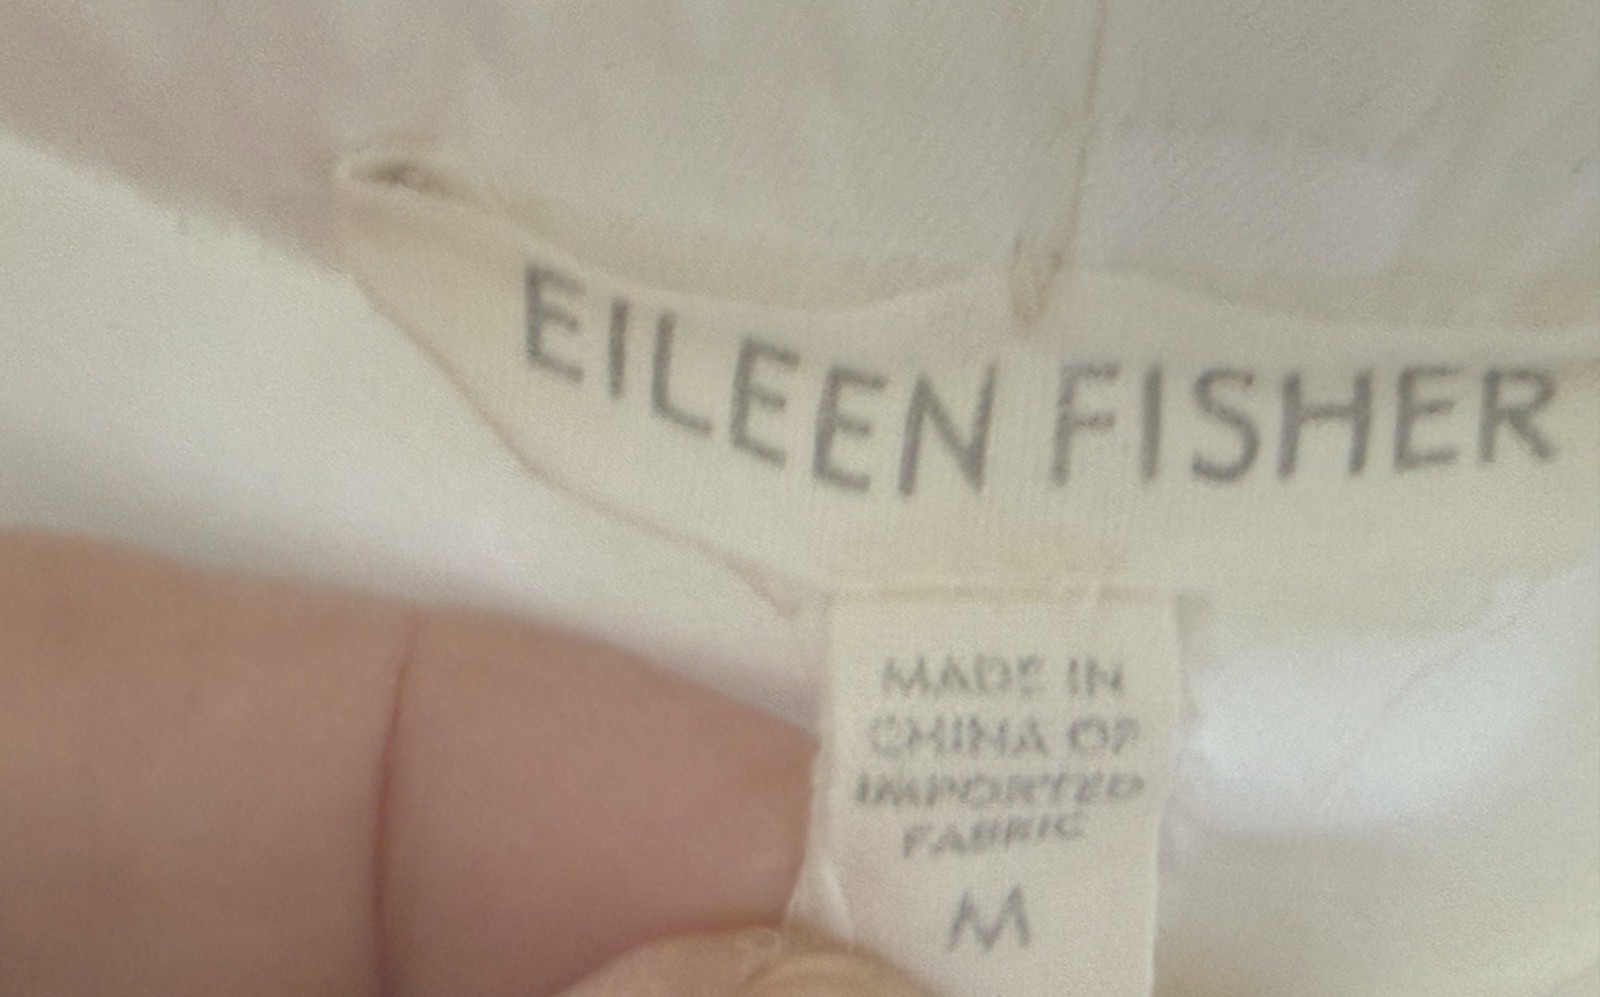 EILEEN FISHER
MADE IN
CHINA OF
IMPORTED
FABRIC
M